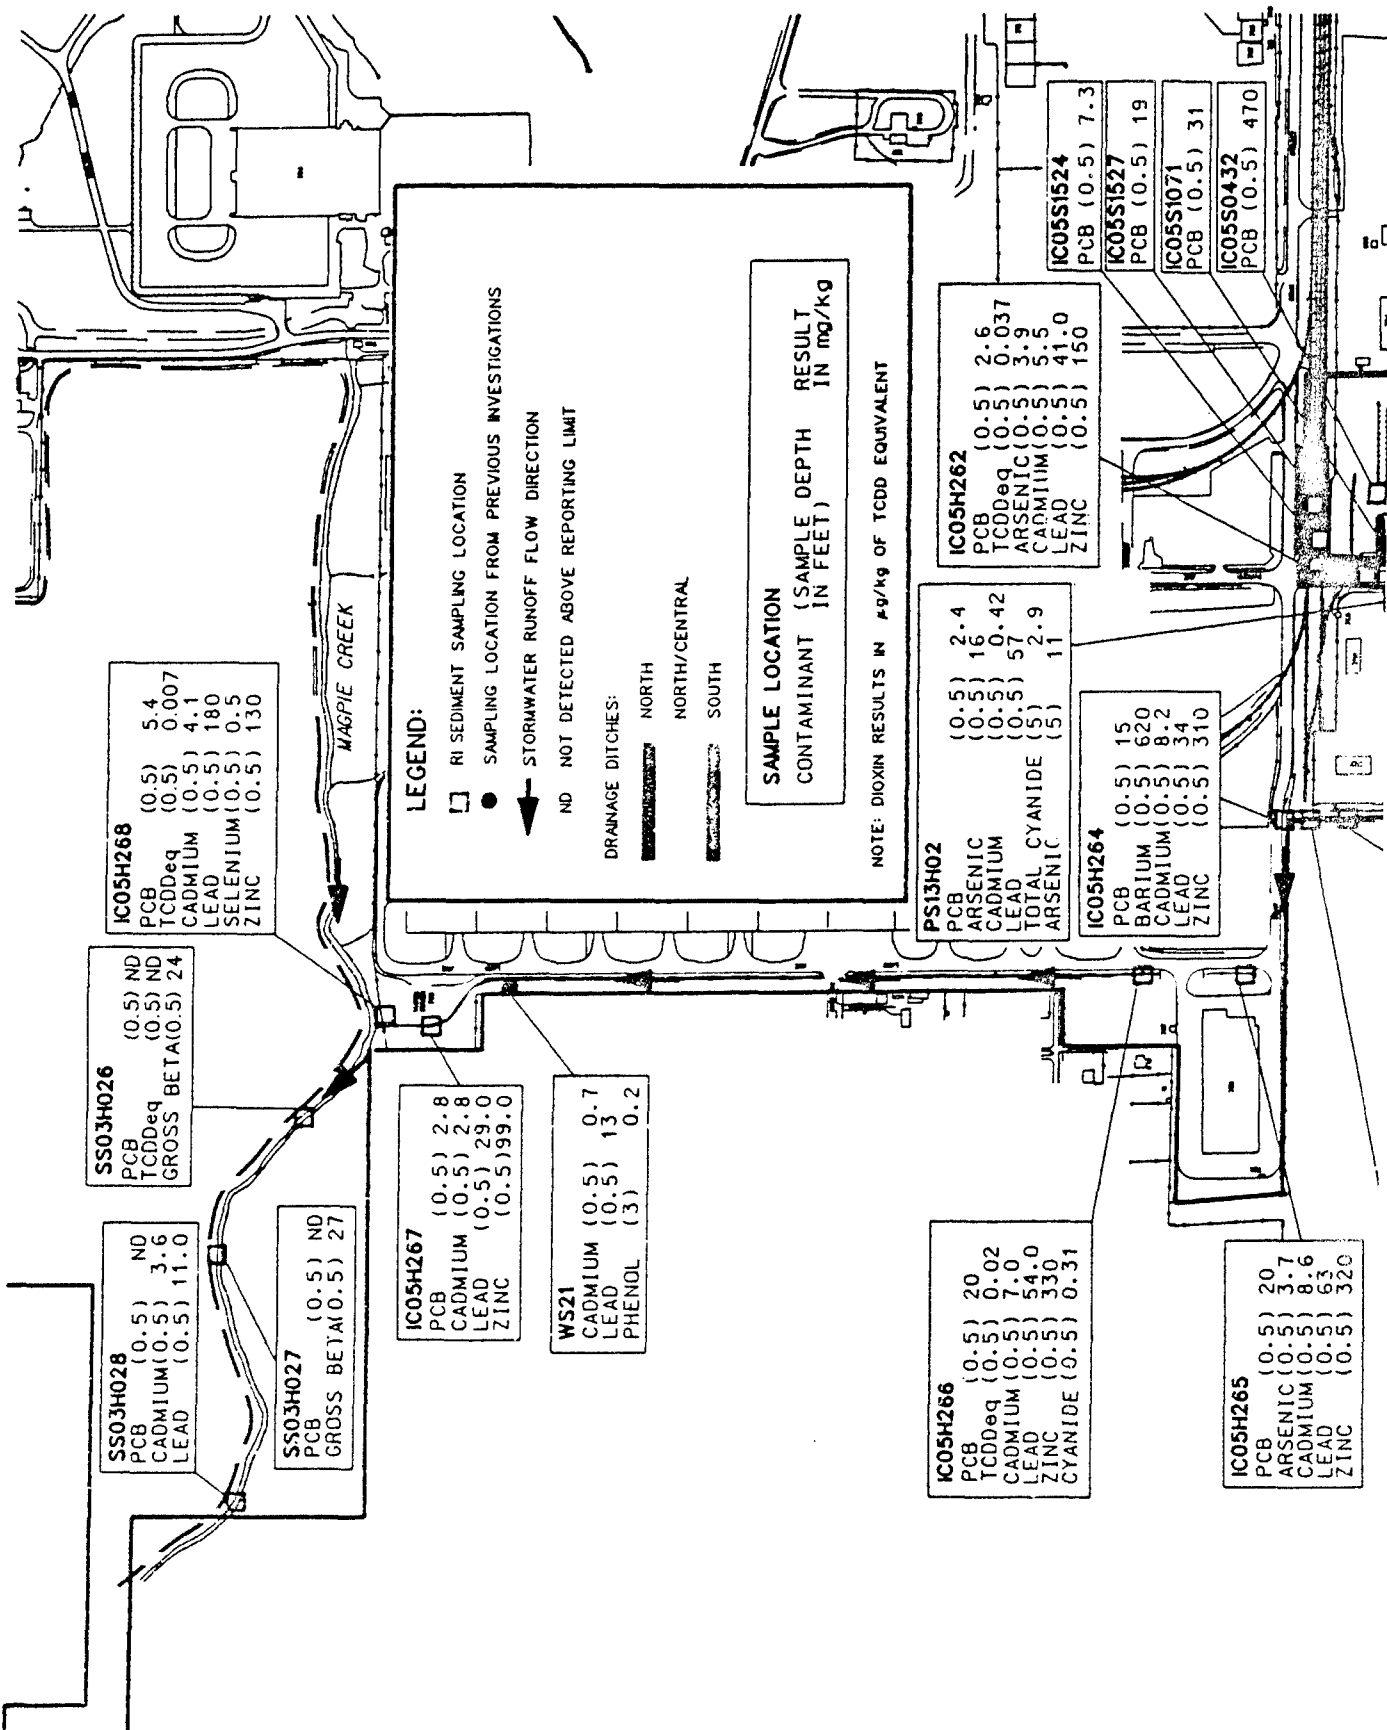 SS03H028
PCB (0.5) ND
CADMIUM(0.5) 3.6
LEAD (0.5) 11.0
SS03H027
PCB (0.5) ND
GROSS BETA(0.5) 27
SS03H026
PCB (0.5) ND
TCDDeq (0.5) ND
GROSS BETA(0.5) 24
IC05H268
PCB (0.5) 5.4
TCDDeq (0.5) 0.007
CADMIUM (0.5) 4.1
LEAD (0.5) 180
SELENIUM(0.5) 0.5
ZINC (0.5) 130
MAGPIE CREEK
IC05H267
PCB (0.5) 2.8
CADMIUM (0.5) 2.8
LEAD (0.5) 29.0
ZINC (0.5)99.0
WS21
CADMIUM (0.5) 0.7
LEAD (0.5) 13
PHENOL (3) 0.2
LEGEND:
RI SEDIMENT SAMPLING LOCATION
SAMPLING LOCATION FROM PREVIOUS INVESTIGATIONS
STORMWATER RUNOFF FLOW DIRECTION
ND NOT DETECTED ABOVE REPORTING LIMIT
DRAINAGE DITCHES:
NORTH
NORTH/CENTRAL
SOUTH
SAMPLE LOCATION
CONTAMINANT (SAMPLE DEPTH RESULT
IN FEET) IN mg/kg
NOTE: DIOXIN RESULTS IN µg/kg OF TCDD EQUIVALENT
IC05H266
PCB (0.5) 20
TCDDeq (0.5) 0.02
CADMIUM (0.5) 7.0
LEAD (0.5) 54.0
ZINC (0.5) 330
CYANIDE (0.5) 0.31
IC05H265
PCB (0.5) 20
ARSENIC (0.5) 3.7
CADMIUM (0.5) 8.6
LEAD (0.5) 63
ZINC (0.5) 320
PS13H02
PCB (0.5) 2.4
ARSENIC (0.5) 16
CADMIUM (0.5) 0.42
LEAD (0.5) 57
TOTAL CYANIDE (5) 2.9
ARSENIC (5) 11
IC05H264
PCB (0.5) 15
BARIUM (0.5) 620
CADMIUM(0.5) 8.2
LEAD (0.5) 34
ZINC (0.5) 310
IC05H262
PCB (0.5) 2.6
TCDDeq (0.5) 0.037
ARSENIC(0.5) 3.9
CADMIUM(0.5) 5.5
LEAD (0.5) 41.0
ZINC (0.5) 150
IC05S1524
PCB (0.5) 7.3
IC05S1527
PCB (0.5) 19
IC05S1071
PCB (0.5) 31
IC05S0432
PCB (0.5) 470